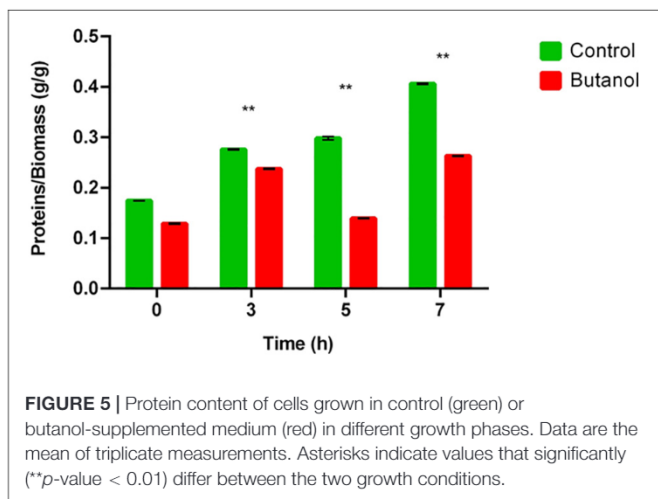 0.5
0.4
0.3
0.2
0.1
0.0
Proteins/Biomass (g/g)
**
**
**
Control
Butanol
0 3 5 7
Time (h)
FIGURE 5 | Protein content of cells grown in control (green) or
butanol-supplemented medium (red) in different growth phases. Data are the
mean of triplicate measurements. Asterisks indicate values that significantly
(**p-value < 0.01) differ between the two growth conditions.